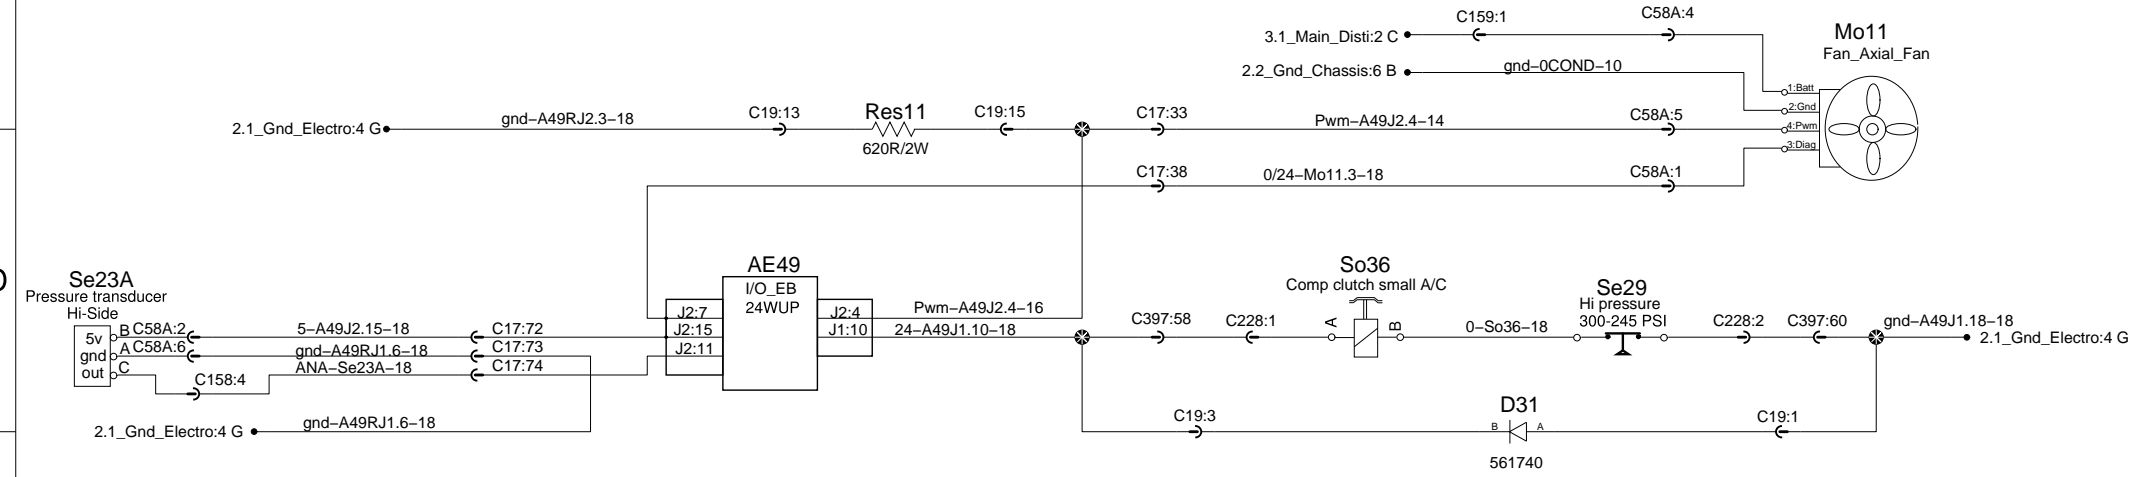 C159:1
C58A:4
3.1_Main_Disti:2 C
Mo11
Fan_Axial_Fan
2.2_Gnd_Chassis:6 B
gnd-0COND-10
1:Batt
2:Gnd
4:Pwm
3:Diag
2.1_Gnd_Electro:4 G
gnd-A49RJ2.3-18
C19:13
Res11
620R/2W
C19:15
C17:33
Pwm-A49J2.4-14
C58A:5
C17:38
0/24-Mo11.3-18
C58A:1
Se23A
Pressure transducer
Hi-Side
5v
gnd
out
B
A
C
C58A:2
C58A:6
C158:4
5-A49J2.15-18
gnd-A49RJ1.6-18
ANA-Se23A-18
C17:72
C17:73
C17:74
2.1_Gnd_Electro:4 G
gnd-A49RJ1.6-18
AE49
I/O_EB
24WUP
J2:7
J2:15
J2:11
J2:4
J1:10
Pwm-A49J2.4-16
24-A49J1.10-18
C397:58
C228:1
So36
Comp clutch small A/C
A
B
0-So36-18
Se29
Hi pressure
300-245 PSI
C228:2
C397:60
gnd-A49J1.18-18
2.1_Gnd_Electro:4 G
C19:3
D31
B
A
561740
C19:1